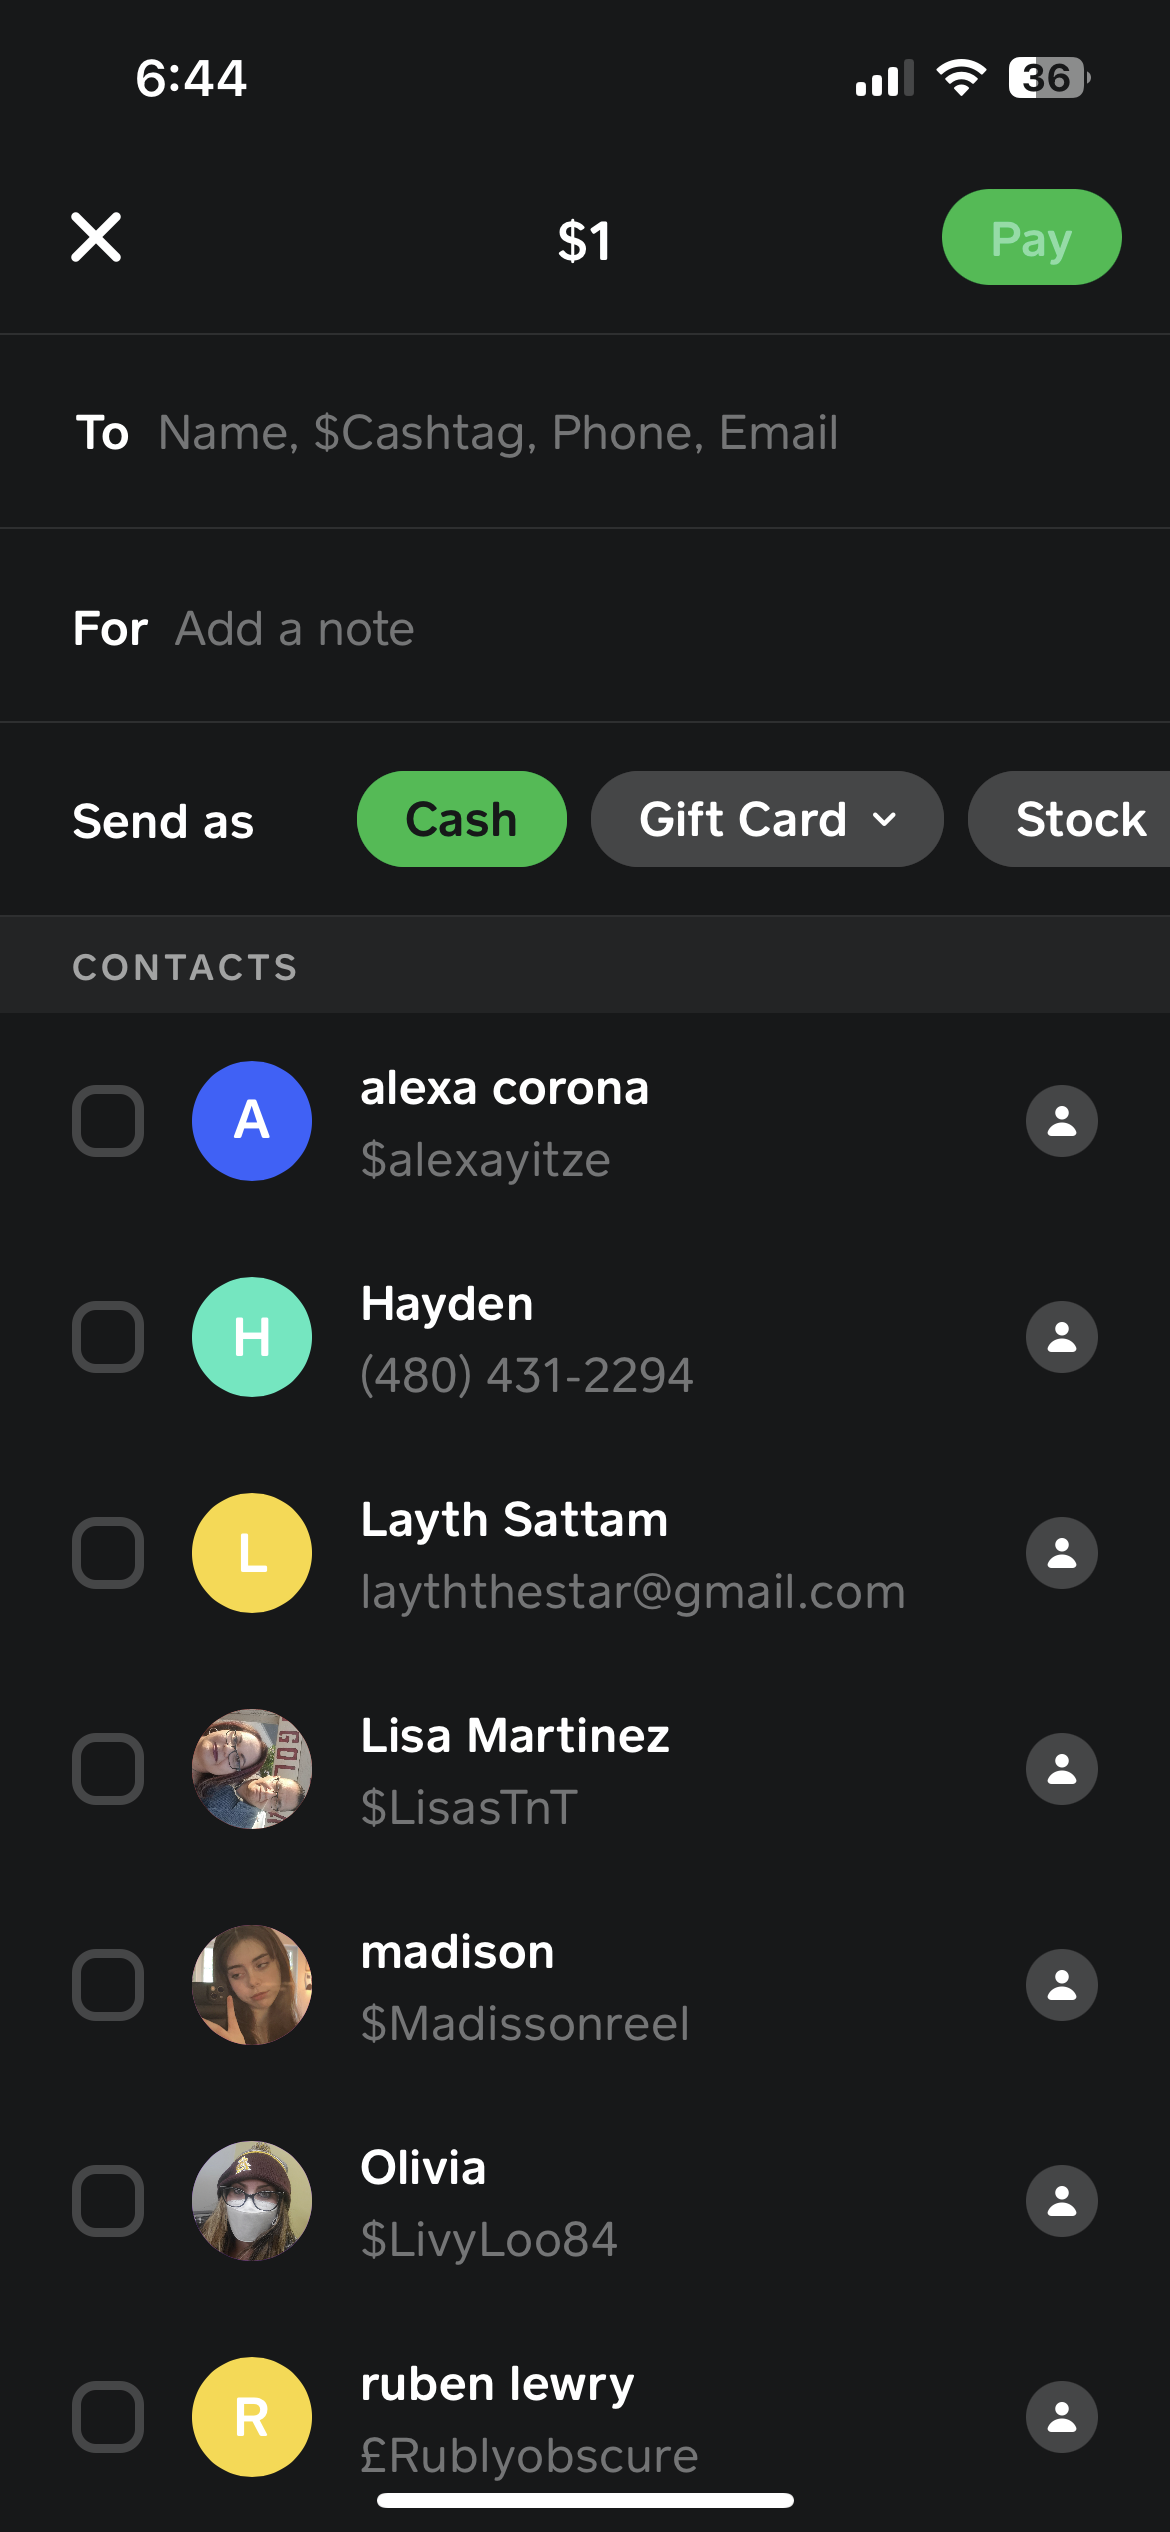 6:44
36
$1
Pay
To Name, $Cashtag, Phone, Email
For Add a note
Send as Cash Gift Card Stock
CONTACTS
A
alexa corona
$alexayitze
H
Hayden
(480) 431-2294
L
Layth Sattam
layththestar@gmail.com
Lisa Martinez
$LisasTnT
madison
$Madissonreel
Olivia
$LivyLoo84
R
ruben lewry
£Rublyobscure